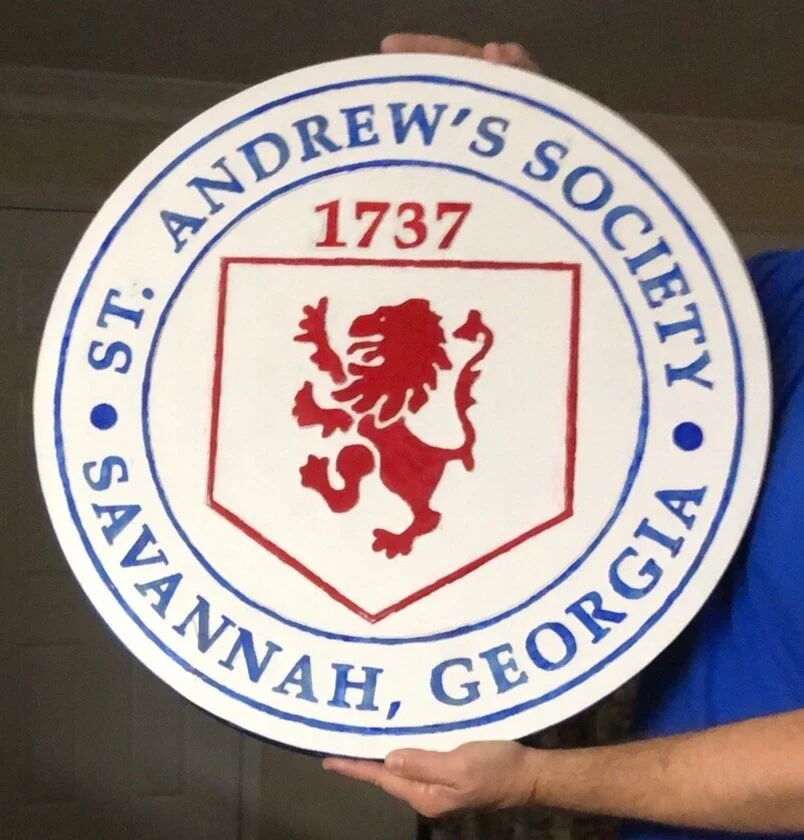 ST. ANDREW'S SOCIETY
1737
SAVANNAH, GEORGIA